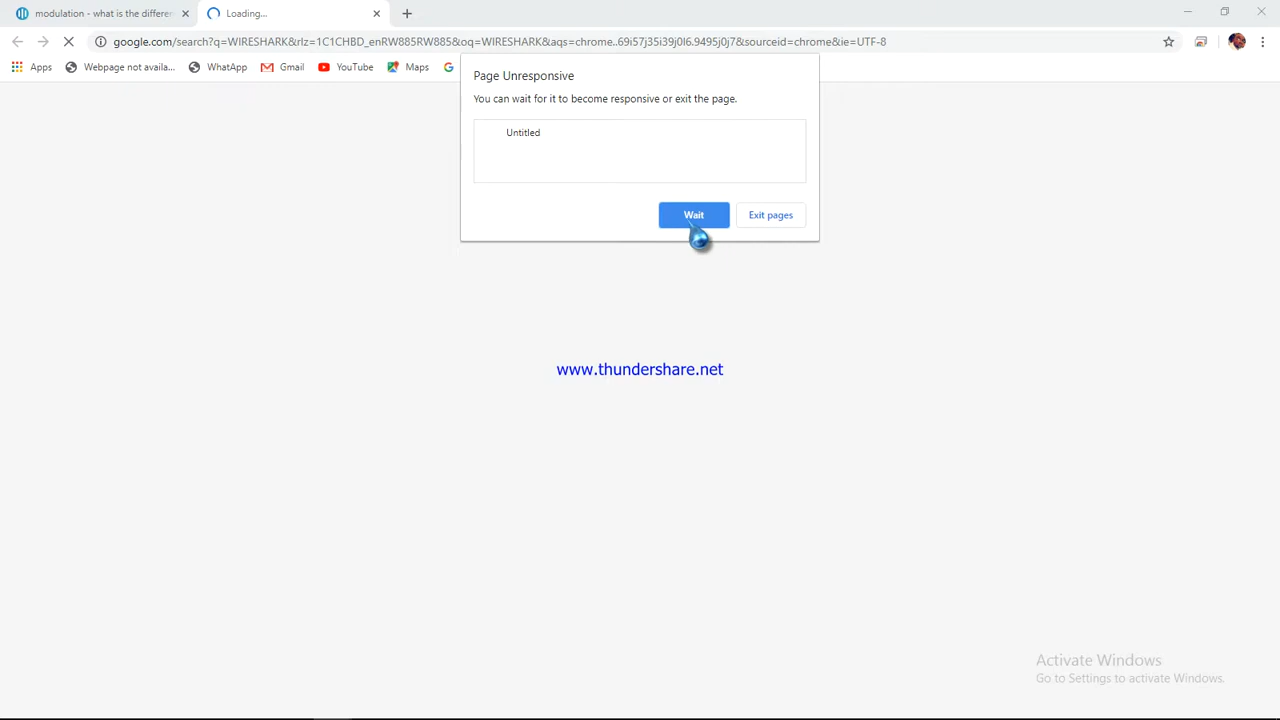 modulation - what is the differen
Loading...
google.com/search?q=WIRESHARK&rlz=1C1CHBD_enRW885RW885&oq=WIRESHARK&aqs=chrome..69i57j35i39j0l6.9495j0j7&sourceid=chrome&ie=UTF-8
Apps
Webpage not availa...
WhatApp
Gmail
YouTube
Maps
Page Unresponsive
You can wait for it to become responsive or exit the page.
Untitled
Wait
Exit pages
www.thundershare.net
Activate Windows
Go to Settings to activate Windows.